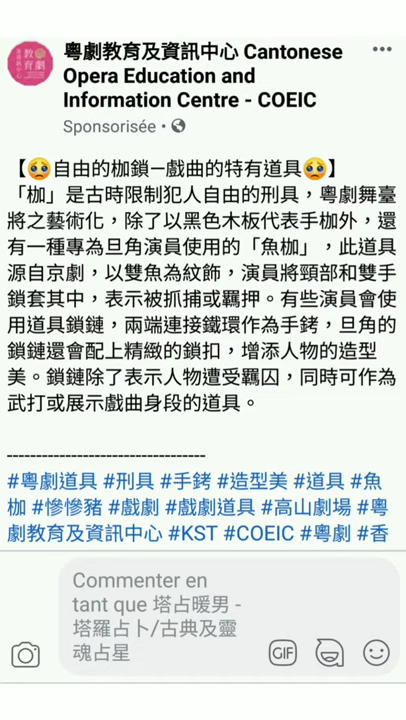 粵劇教育及資訊中心 Cantonese
Opera Education and
Information Centre - COEIC
Sponsorisée
【🥺自由的枷鎖—戲曲的特有道具🥺】
「枷」是古時限制犯人自由的刑具，粵劇舞臺
將之藝術化，除了以黑色木板代表手枷外，還
有一種專為旦角演員使用的「魚枷」，此道具
源自京劇，以雙魚為紋飾，演員將頸部和雙手
鎖套其中，表示被抓捕或羈押。有些演員會使
用道具鎖鏈，兩端連接鐵環作為手銬，旦角的
鎖鏈還會配上精緻的鎖扣，增添人物的造型
美。鎖鏈除了表示人物遭受羈囚，同時可作為
武打或展示戲曲身段的道具。
----------------------------------
#粵劇道具 #刑具 #手銬 #造型美 #道具 #魚
枷 #慘慘豬 #戲劇 #戲劇道具 #高山劇場 #粵
劇教育及資訊中心 #KST #COEIC #粵劇 #香
Commenter en
tant que 塔占暖男 -
塔羅占卜/古典及靈
魂占星
GIF